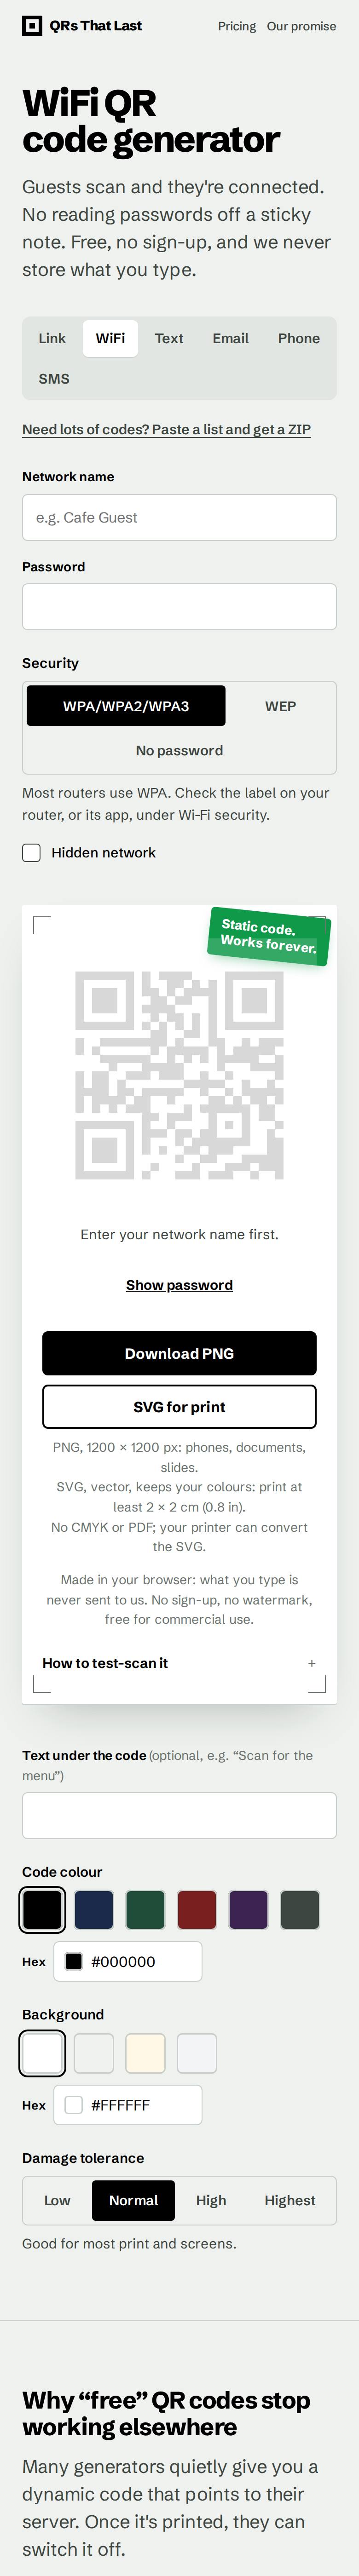 QRs That Last
Pricing Our promise
WiFi QR
code generator
Guests scan and they're connected.
No reading passwords off a sticky
note. Free, no sign-up, and we never
store what you type.
Link WiFi Text Email Phone
SMS
Need lots of codes? Paste a list and get a ZIP
Network name
e.g. Cafe Guest
Password
Security
WPA/WPA2/WPA3 WEP
No password
Most routers use WPA. Check the label on your
router, or its app, under Wi-Fi security.
Hidden network
Static code.
Works forever.
Enter your network name first.
Show password
Download PNG
SVG for print
PNG, 1200 × 1200 px: phones, documents,
slides.
SVG, vector, keeps your colours: print at
least 2 × 2 cm (0.8 in).
No CMYK or PDF; your printer can convert
the SVG.
Made in your browser: what you type is
never sent to us. No sign-up, no watermark,
free for commercial use.
How to test-scan it +
Text under the code (optional, e.g. “Scan for the
menu”)
Code colour
Hex #000000
Background
Hex #FFFFFF
Damage tolerance
Low Normal High Highest
Good for most print and screens.
Why “free” QR codes stop
working elsewhere
Many generators quietly give you a
dynamic code that points to their
server. Once it's printed, they can
switch it off.